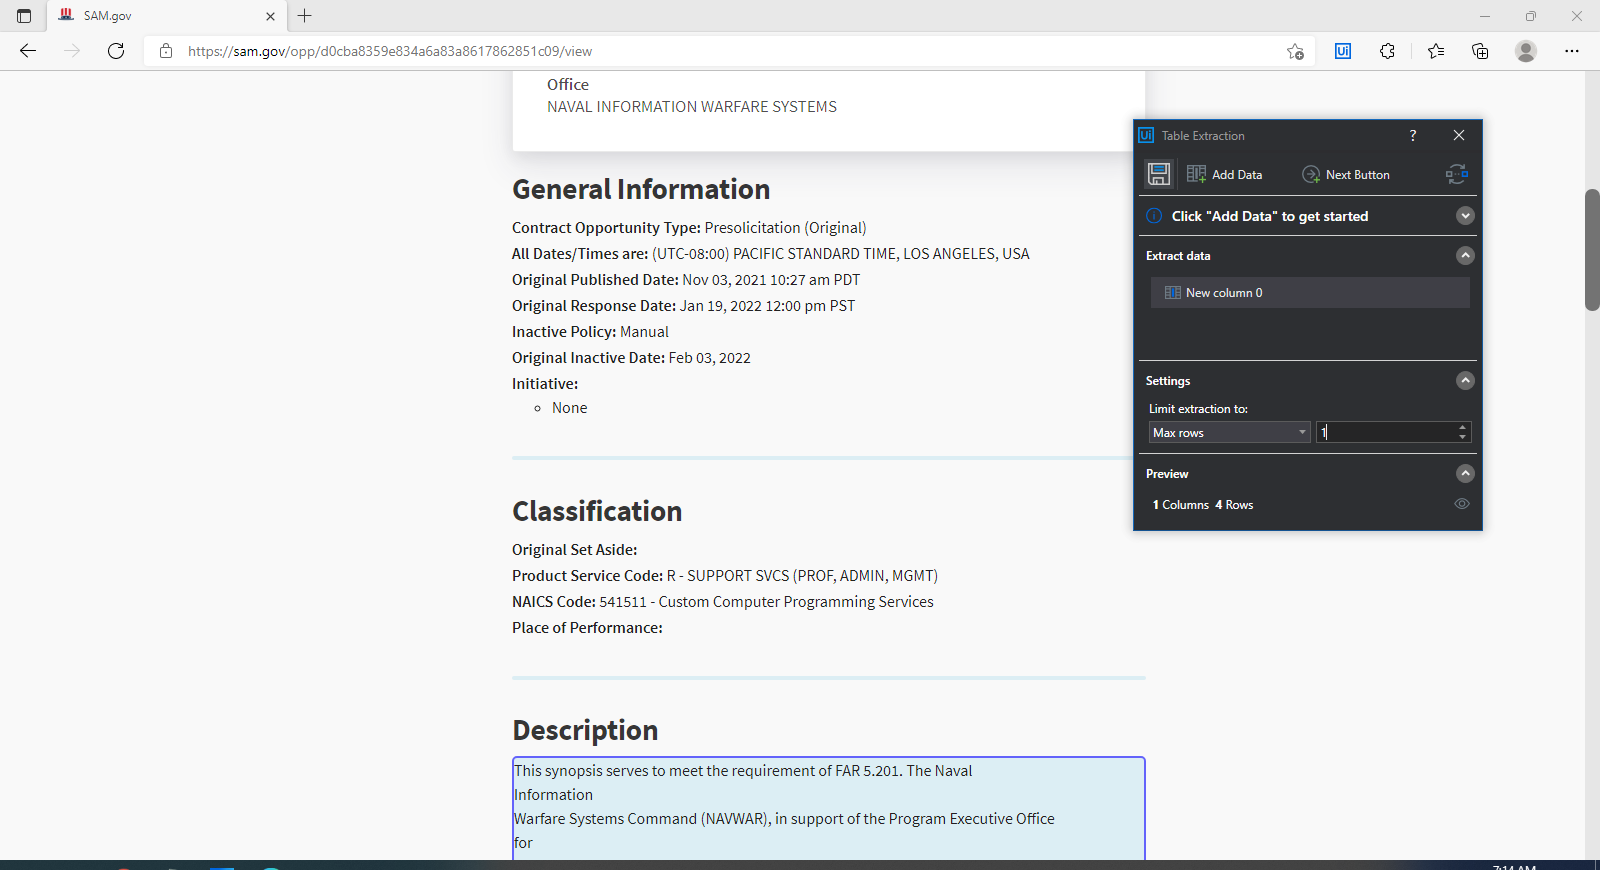 SAM.gov
https://sam.gov/opp/d0cba8359e834a6a83a8617862851c09/view
Office
NAVAL INFORMATION WARFARE SYSTEMS
General Information
Contract Opportunity Type: Presolicitation (Original)
All Dates/Times are: (UTC-08:00) PACIFIC STANDARD TIME, LOS ANGELES, USA
Original Published Date: Nov 03, 2021 10:27 am PDT
Original Response Date: Jan 19, 2022 12:00 pm PST
Inactive Policy: Manual
Original Inactive Date: Feb 03, 2022
Initiative:
None
Classification
Original Set Aside:
Product Service Code: R - SUPPORT SVCS (PROF, ADMIN, MGMT)
NAICS Code: 541511 - Custom Computer Programming Services
Place of Performance:
Description
This synopsis serves to meet the requirement of FAR 5.201. The Naval
Information
Warfare Systems Command (NAVWAR), in support of the Program Executive Office
for
Ui Table Extraction ?
Add Data Next Button
Click "Add Data" to get started
Extract data
New column 0
Settings
Limit extraction to:
Max rows 1
Preview
1 Columns 4 Rows
Ui
7:14 AM